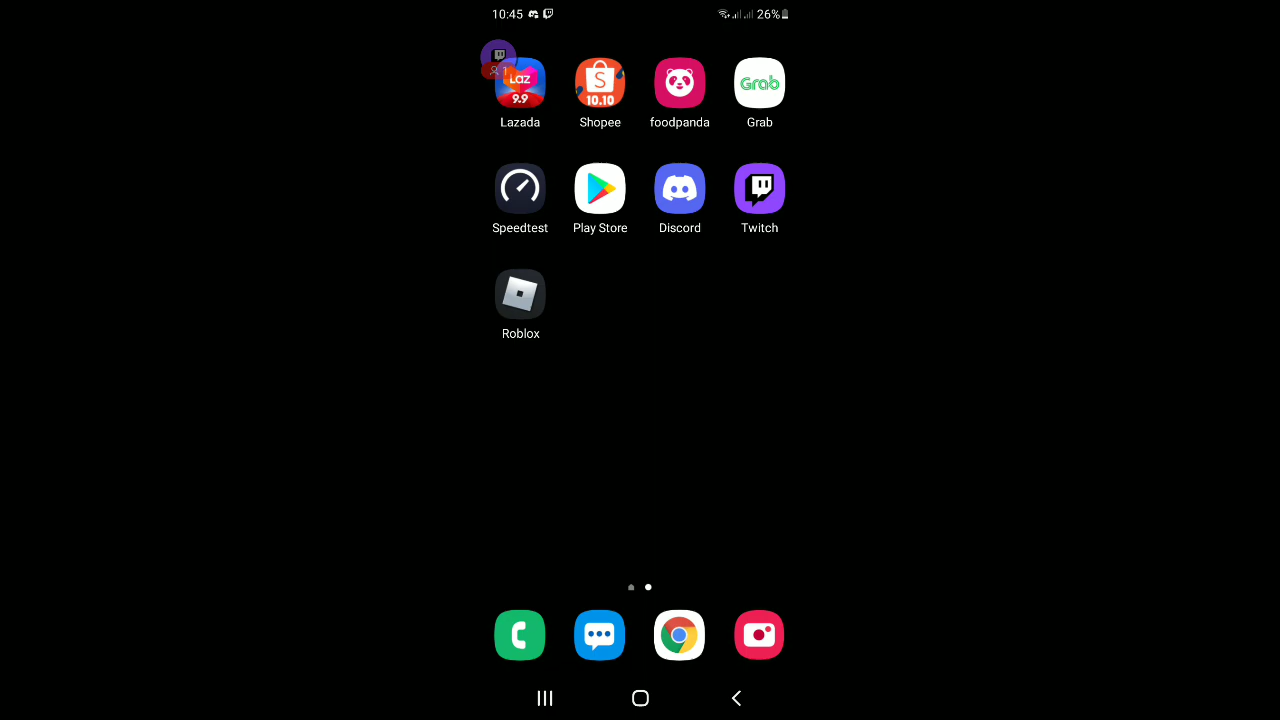 10:45
26%
1
Laz
9.9
S
10.10
Grab
Lazada
Shopee
foodpanda
Grab
Speedtest
Play Store
Discord
Twitch
Roblox